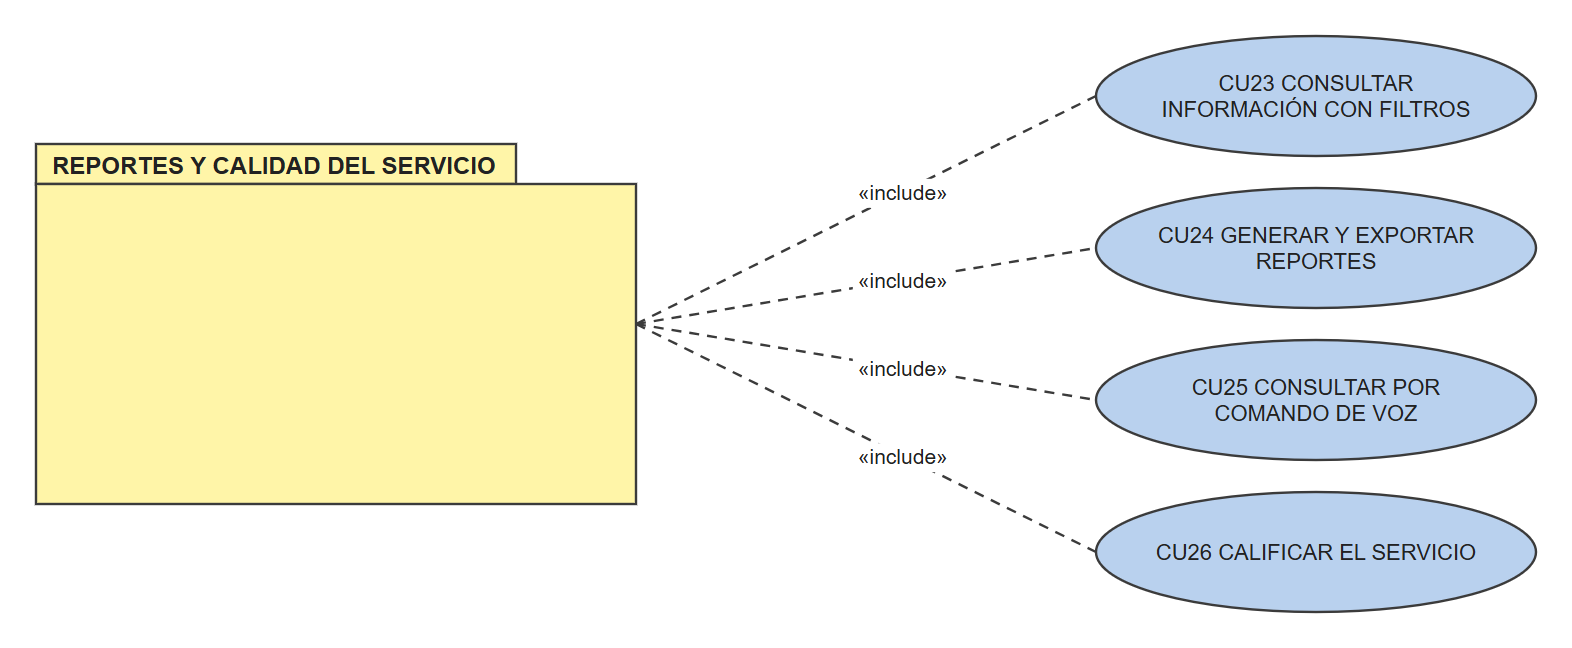 REPORTES Y CALIDAD DEL SERVICIO
«include»
«include»
«include»
«include»
CU23 CONSULTAR
INFORMACIÓN CON FILTROS
CU24 GENERAR Y EXPORTAR
REPORTES
CU25 CONSULTAR POR
COMANDO DE VOZ
CU26 CALIFICAR EL SERVICIO